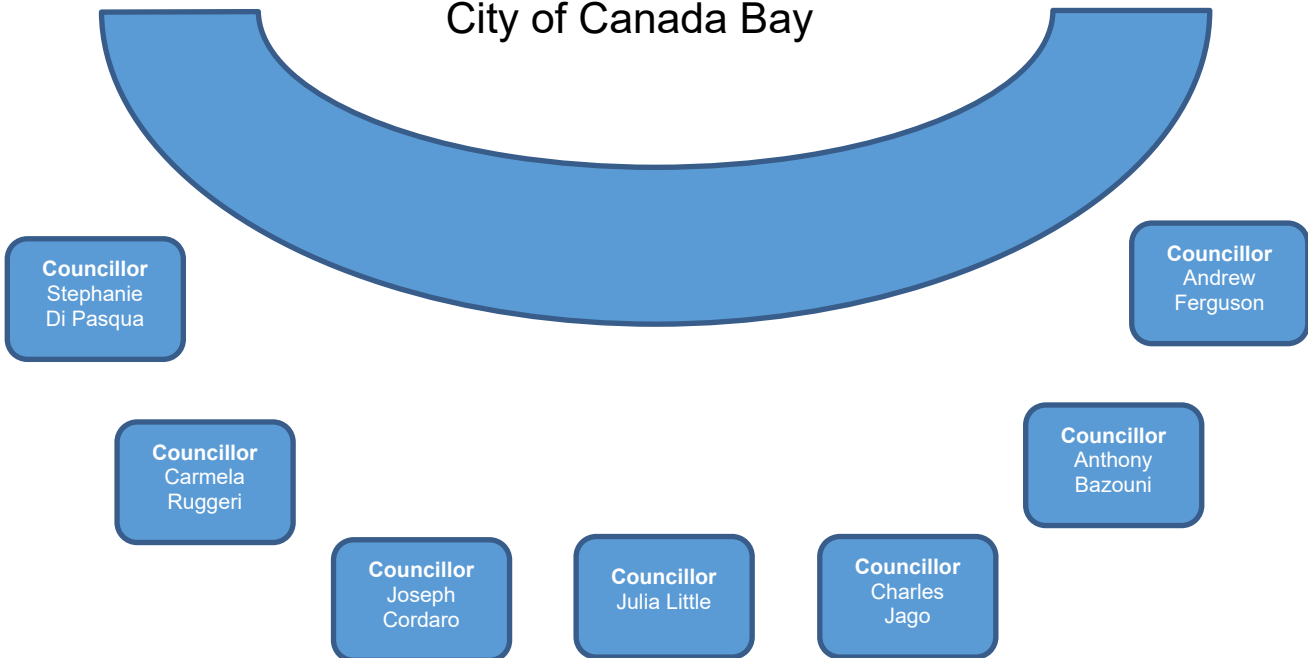 City of Canada Bay
Councillor
Stephanie
Di Pasqua
Councillor
Andrew
Ferguson
Councillor
Carmela
Ruggeri
Councillor
Anthony
Bazouni
Councillor
Joseph
Cordaro
Councillor
Julia Little
Councillor
Charles
Jago